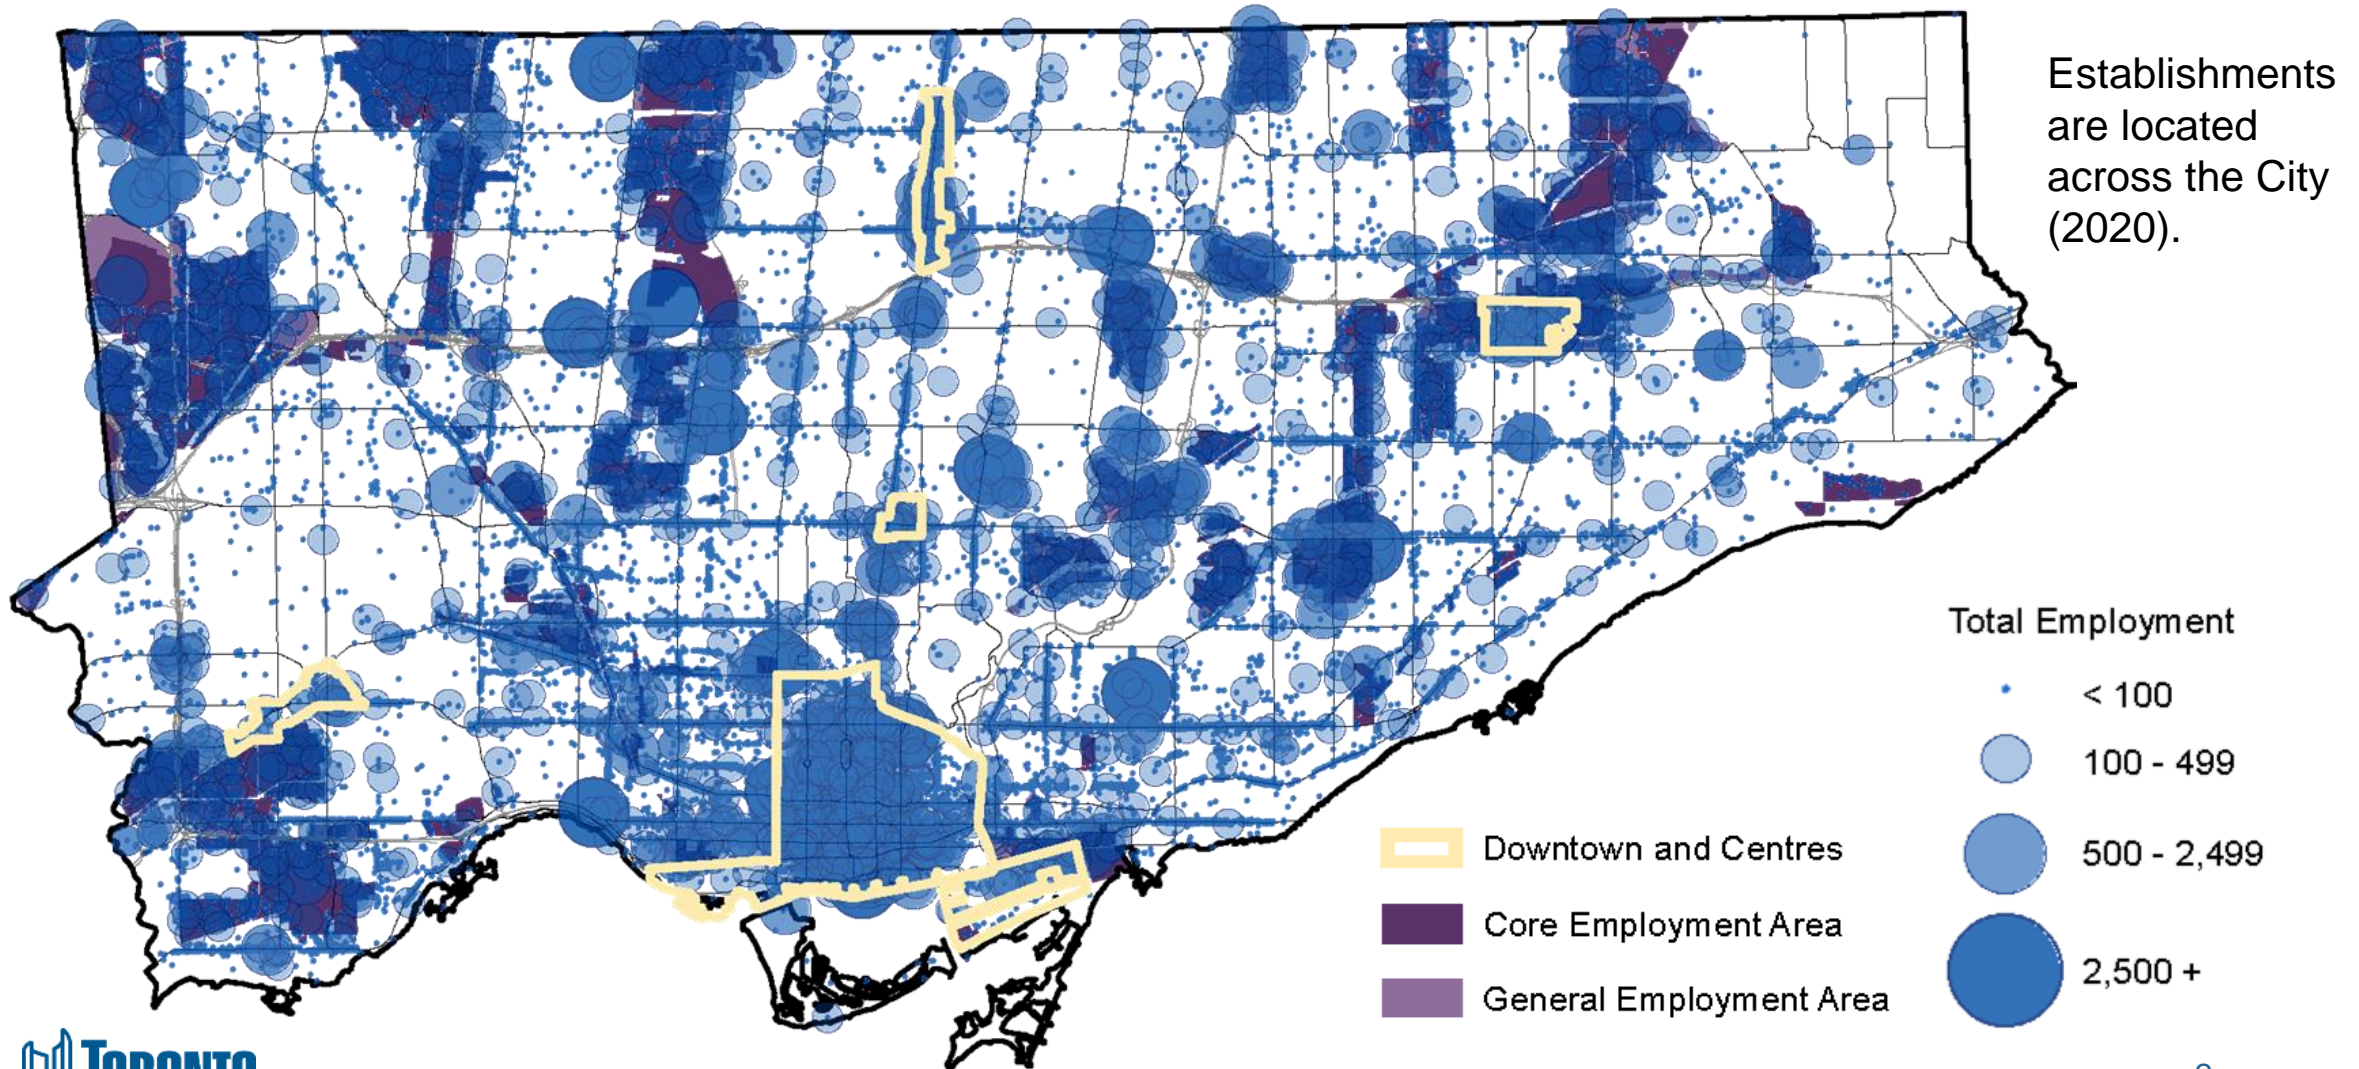 Establishments
are located
across the City
(2020).
Total Employment
< 100
100 - 499
500 - 2,499
2,500 +
Downtown and Centres
Core Employment Area
General Employment Area
TORONTO